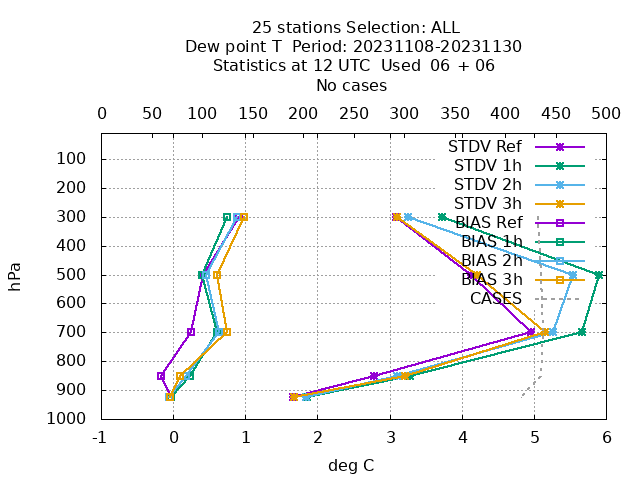 25 stations Selection: ALL
Dew point T  Period: 20231108-20231130
Statistics at 12 UTC  Used  06 + 06
No cases
0 50 100 150 200 250 300 350 400 450 500
STDV Ref
STDV 1h
STDV 2h
STDV 3h
BIAS Ref
BIAS 1h
BIAS 2h
BIAS 3h
CASES
hPa
100
200
300
400
500
600
700
800
900
1000
-1 0 1 2 3 4 5 6
deg C